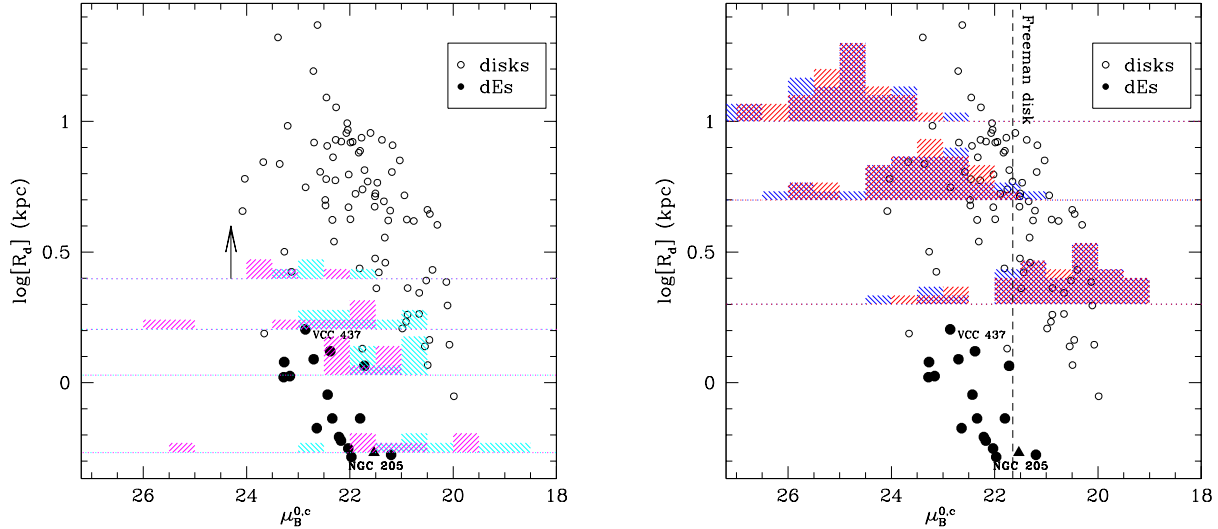 disks
dEs
1
0.5
0
log[R_d] (kpc)
VCC 437
NGC 205
24
22
20
18
μ_B^{0,c}
Freeman disk
disks
dEs
1
0.5
0
log[R_d] (kpc)
VCC 437
NGC 205
26
24
22
20
18
μ_B^{0,c}